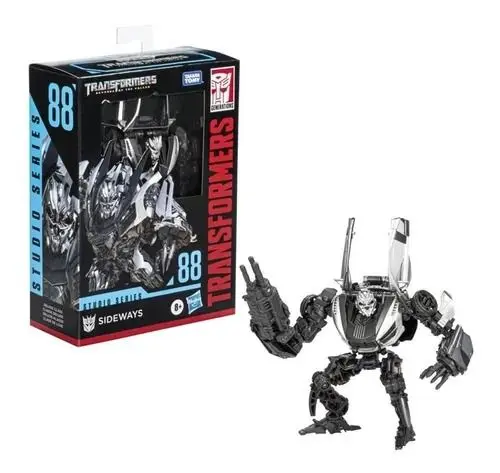 88
STUDIO SERIES
TRANSFORMERS
REVENGE OF THE FALLEN
TAKARA
TOMY
GENERATIONS
TRANSFORMERS
88
STUDIO SERIES
SIDEWAYS
8+
Hasbro